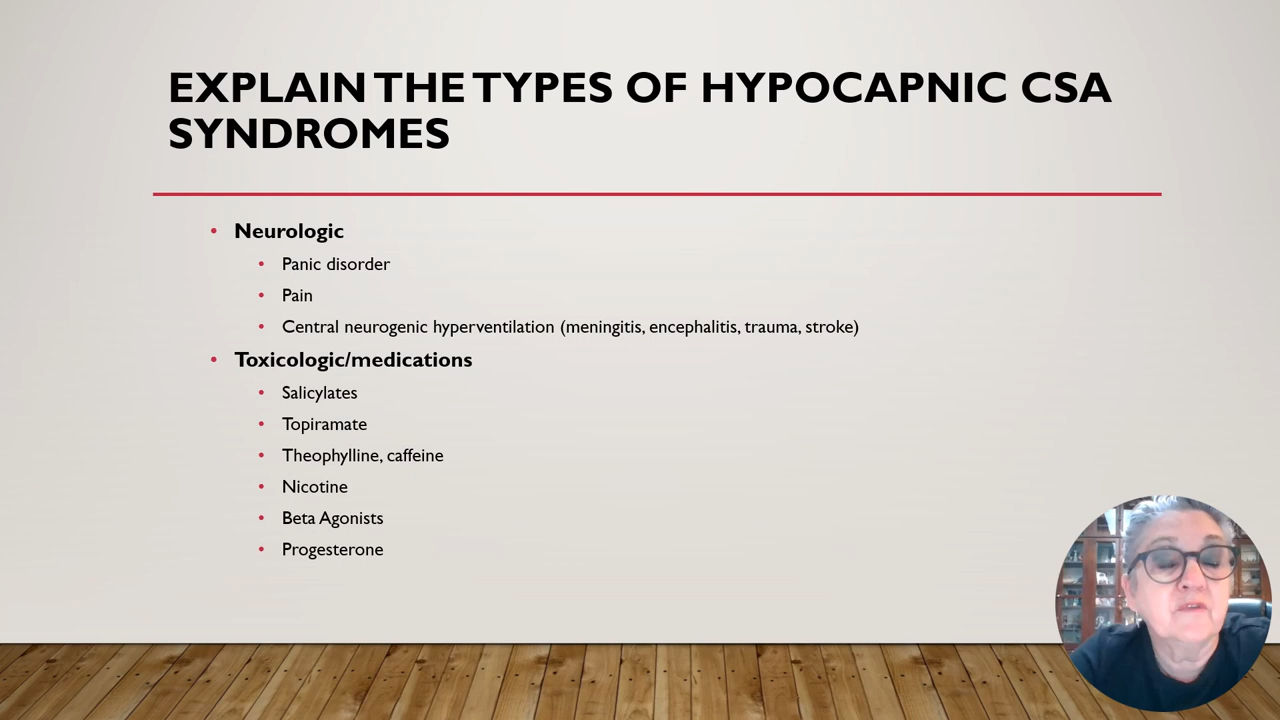 EXPLAIN THE TYPES OF HYPOCAPNIC CSA
SYNDROMES
• Neurologic
• Panic disorder
• Pain
• Central neurogenic hyperventilation (meningitis, encephalitis, trauma, stroke)
• Toxicologic/medications
• Salicylates
• Topiramate
• Theophylline, caffeine
• Nicotine
• Beta Agonists
• Progesterone